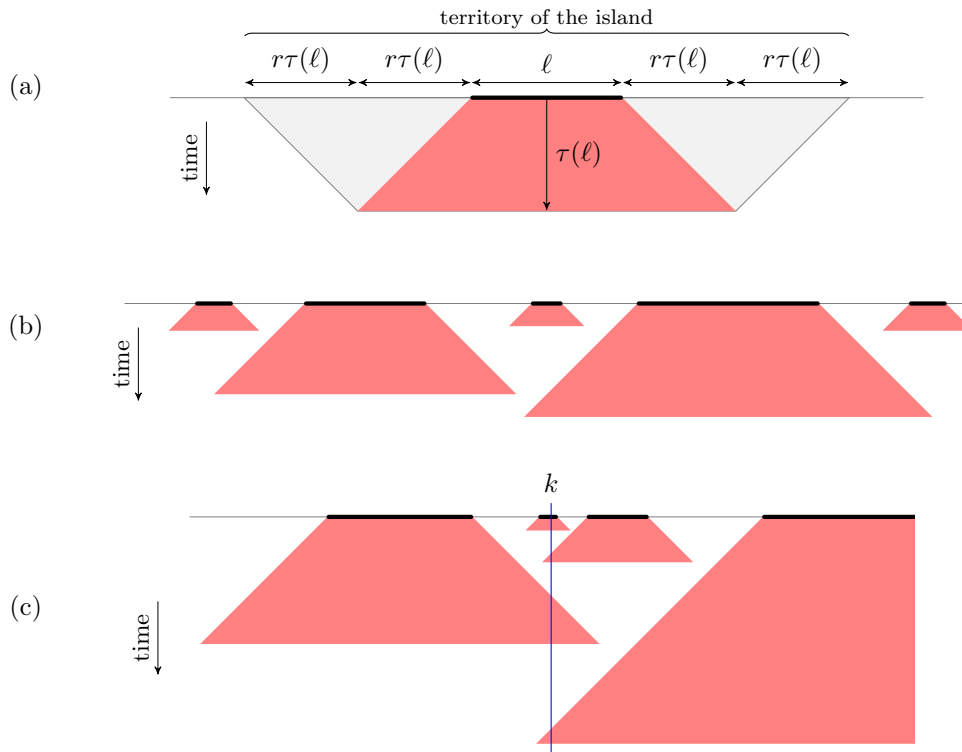 territory of the island
rτ(ℓ) rτ(ℓ) ℓ rτ(ℓ) rτ(ℓ)
(a)
time
τ(ℓ)
(b)
time
k
(c)
time